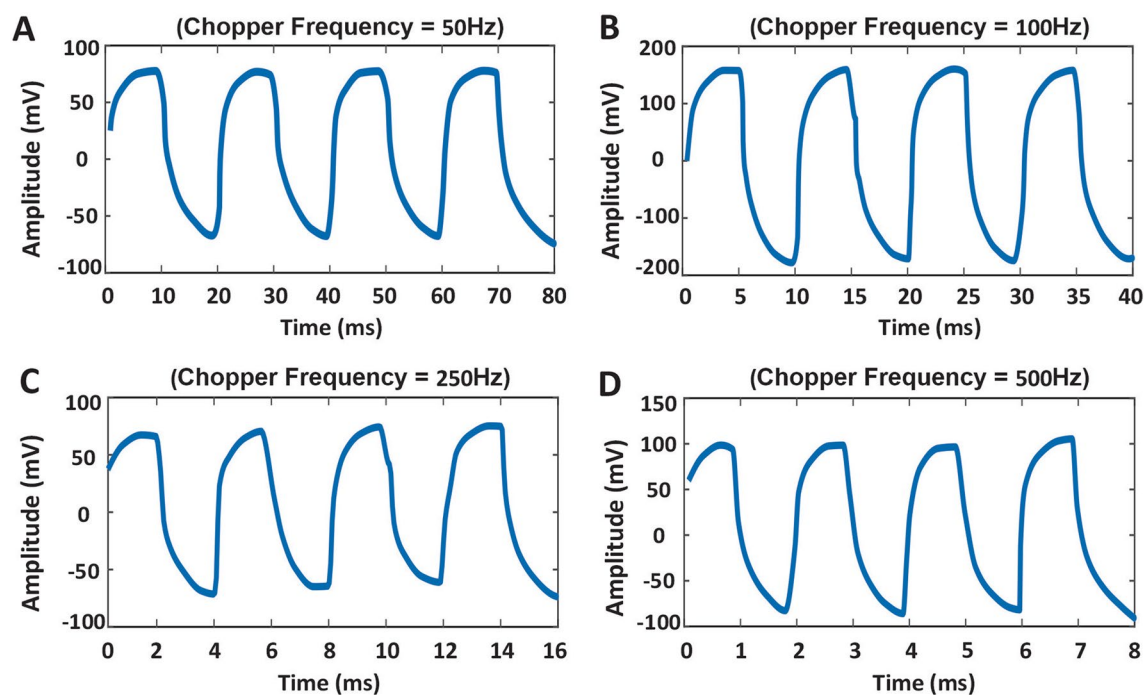 A
(Chopper Frequency = 50Hz)
100
50
0
-50
-100
Amplitude (mV)
0 10 20 30 40 50 60 70 80
Time (ms)
B
(Chopper Frequency = 100Hz)
200
100
0
-100
-200
Amplitude (mV)
0 5 10 15 20 25 30 35 40
Time (ms)
C
(Chopper Frequency = 250Hz)
100
50
0
-50
-100
Amplitude (mV)
0 2 4 6 8 10 12 14 16
Time (ms)
D
(Chopper Frequency = 500Hz)
150
100
50
0
-50
-100
Amplitude (mV)
0 1 2 3 4 5 6 7 8
Time (ms)